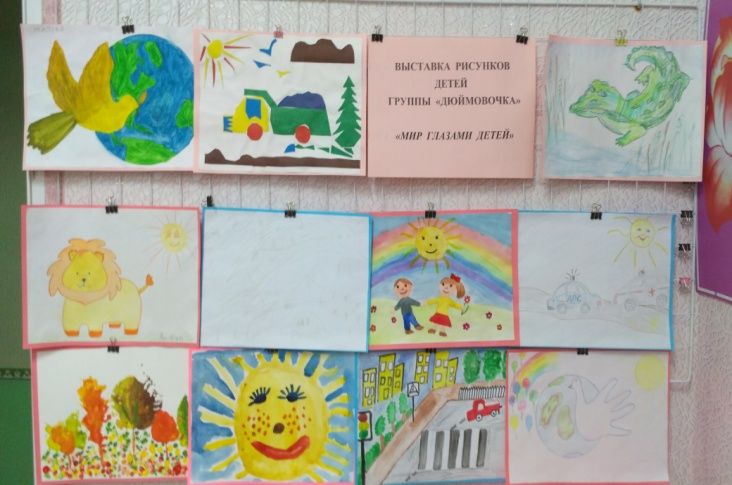 ВЫСТАВКА РИСУНКОВ
ДЕТЕЙ
ГРУППЫ «ДЮЙМОВОЧКА»
«МИР ГЛАЗАМИ ДЕТЕЙ»